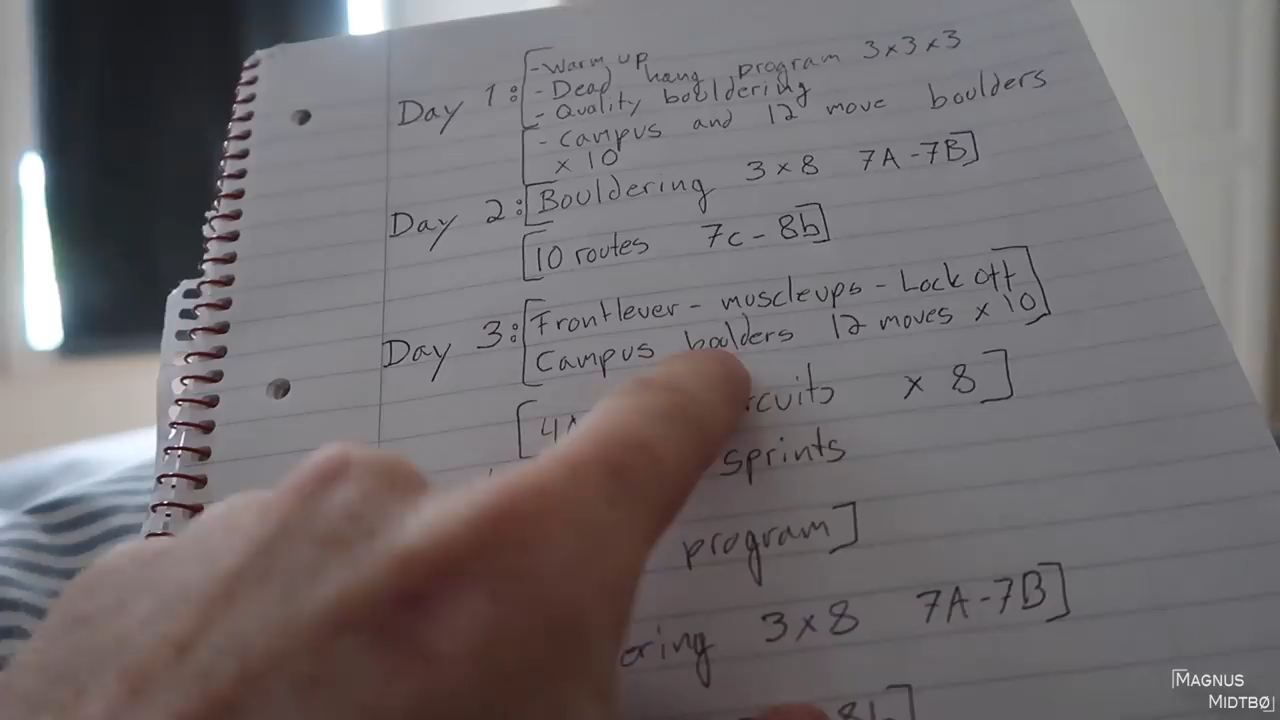 Day 1: [-Warm up
- Dead hang program 3x3x3
- Quality bouldering
[- campus and 12 move boulders
x 10
Day 2: [Bouldering 3x8 7A-7B]
[10 routes 7c-8b]
Day 3: [Frontlever - muscleups - Lock off
Campus boulders 12 moves x 10]
x 8]
sprints
program]
3x8 7A-7B]
8b]
MAGNUS
MIDTBØ